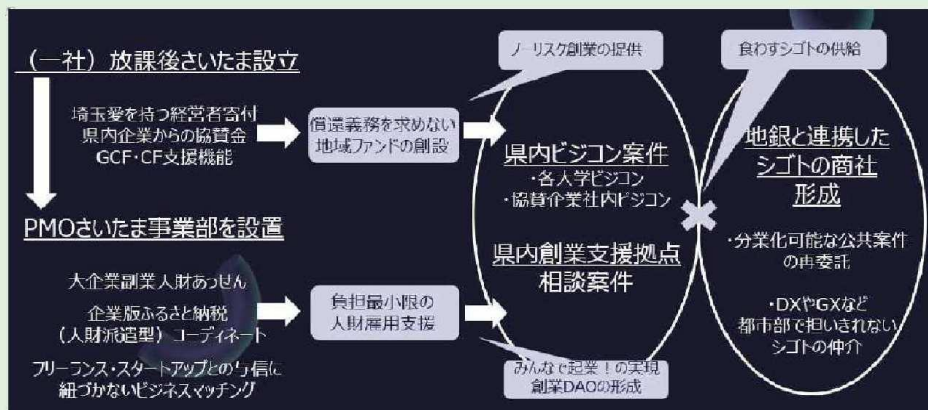 （一社）放課後さいたま設立
埼玉愛を持つ経営者寄付
県内企業からの協賛金
GCF・CF支援機能
償還義務を求めない
地域ファンドの創設
ノーリスク創業の提供
PMOさいたま事業部を設置
大企業副業人財あっせん
企業版ふるさと納税
（人財派遣型）コーディネート
フリーランス・スタートアップとの与信に
紐づかないビジネスマッチング
負担最小限の
人財雇用支援
県内ビジコン案件
・各大学ビジコン
・協賛企業社内ビジコン
県内創業支援拠点
相談案件
みんなで起業！の実現
創業DAOの形成
食わすシゴトの供給
地銀と連携した
シゴトの商社
形成
・分業化可能な公共案件
の再委託
・DXやGXなど
都市部で担いきれない
シゴトの仲介